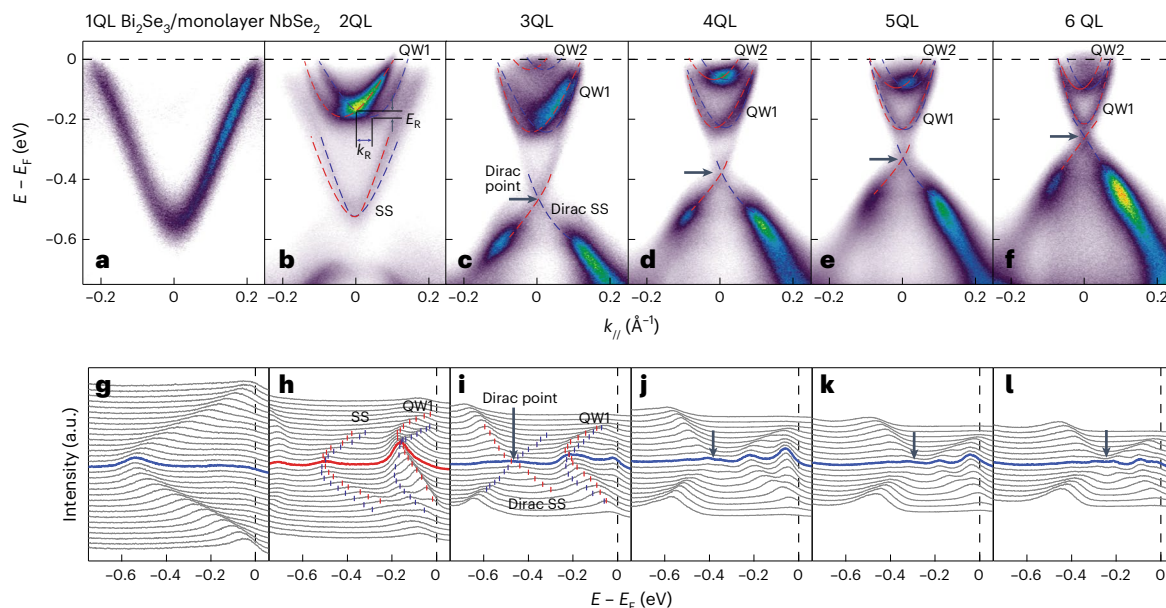 1QL Bi₂Se₃/monolayer NbSe₂ 2QL 3QL 4QL 5QL 6 QL
QW1 QW2 QW2 QW2
0
−0.2
−0.4
−0.6
E − E_F (eV)
E_R
k_R
SS
QW1
Dirac
point
Dirac SS
QW1
QW1
QW1
a b c d e f
−0.2 0 0.2 −0.2 0 0.2 −0.2 0 0.2 −0.2 0 0.2 −0.2 0 0.2 −0.2 0 0.2
k_// (Å⁻¹)
g h i j k l
Intensity (a.u.)
SS QW1
Dirac point
QW1
Dirac SS
−0.6 −0.4 −0.2 0 −0.6 −0.4 −0.2 0 −0.6 −0.4 −0.2 0 −0.6 −0.4 −0.2 0 −0.6 −0.4 −0.2 0 −0.6 −0.4 −0.2 0
E − E_F (eV)